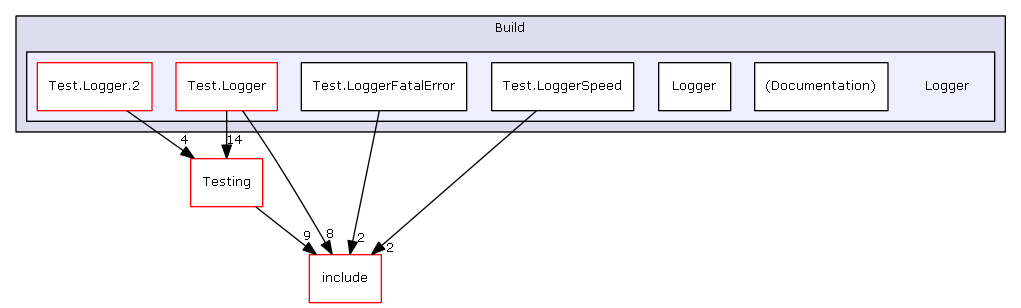 Build
Test.Logger.2
Test.Logger
Test.LoggerFatalError
Test.LoggerSpeed
Logger
(Documentation)
Logger
4
14
Testing
9
8
2
2
include